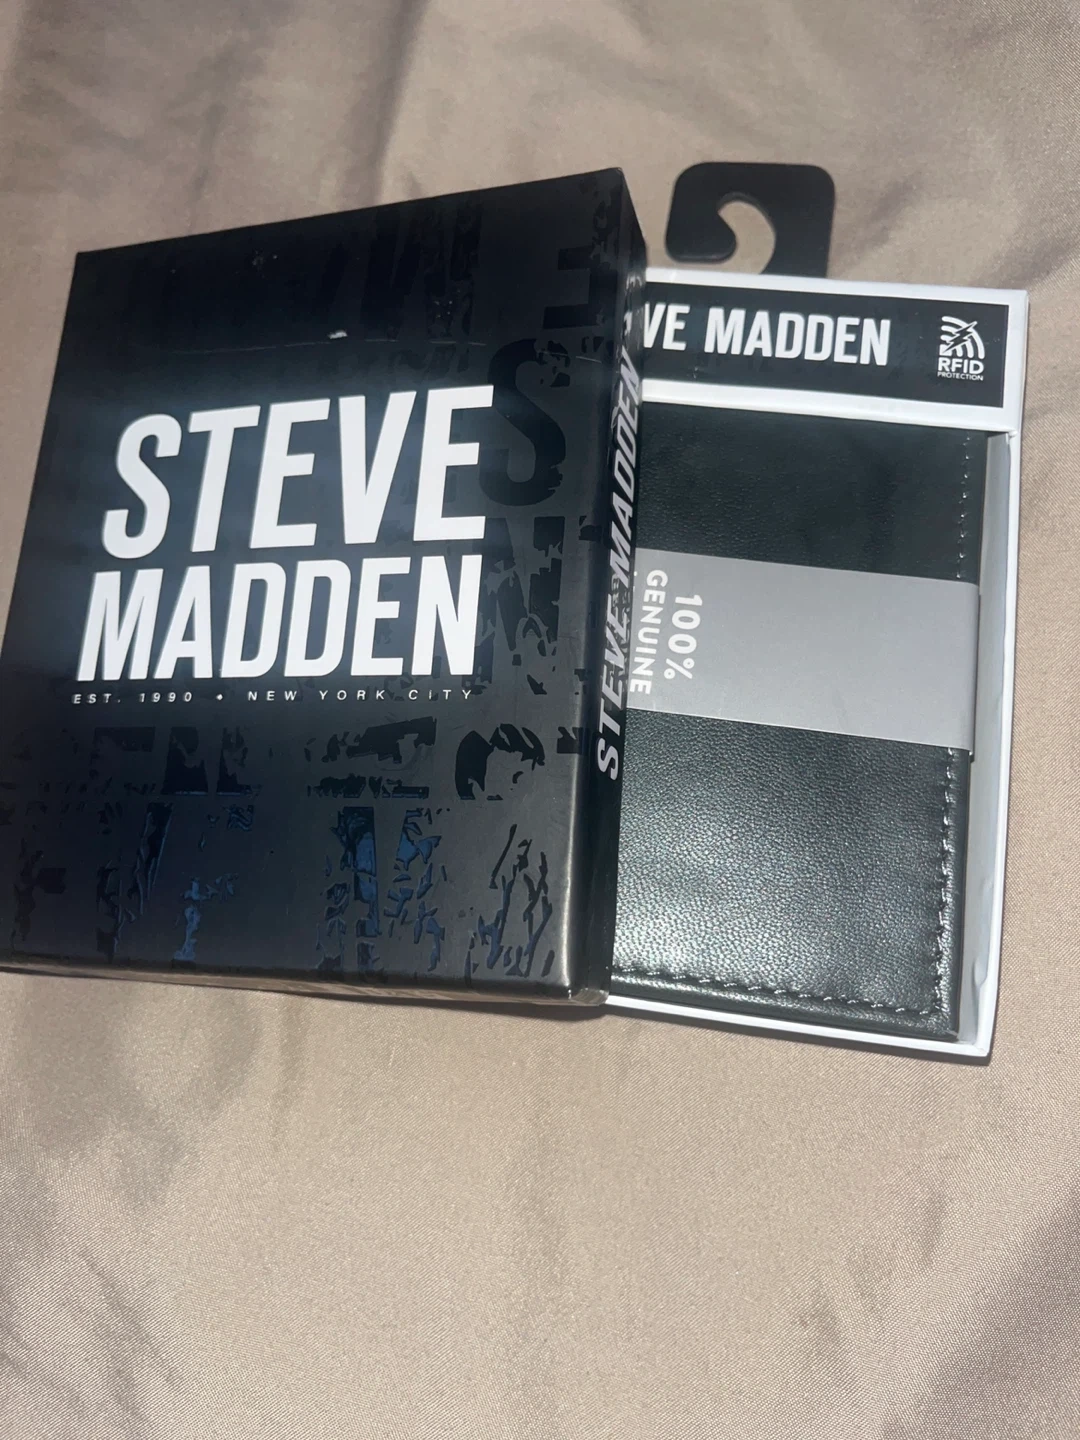 STEVE
MADDEN
EST. 1990 • NEW YORK CITY
STEVE MADDEN
VE MADDEN
RFID
PROTECTION
100%
GENUINE